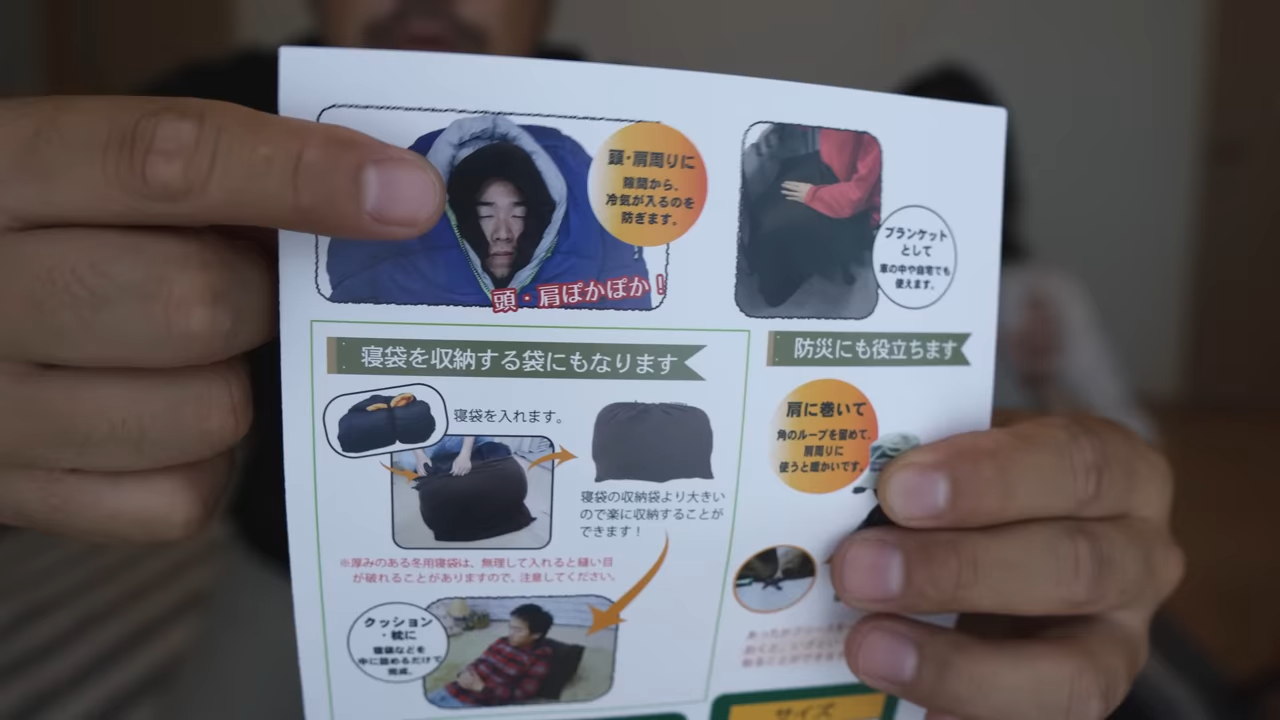 頭・肩周りに
隙間から、
冷気が入るのを
防ぎます。
頭・肩ぽかぽか！
ブランケット
として
車の中や自宅でも
使えます。
寝袋を収納する袋にもなります
寝袋を入れます。
寝袋の収納袋より大きい
ので楽に収納することが
できます！
※厚みのある冬用寝袋は、無理して入れると縫い目
が破れることがありますので、注意してください。
クッション
・枕に
寝袋などを
中に詰めるだけで
完成。
防災にも役立ちます
肩に巻いて
角のループを留めて、
肩周りに
使うと暖かいです。
サイズ